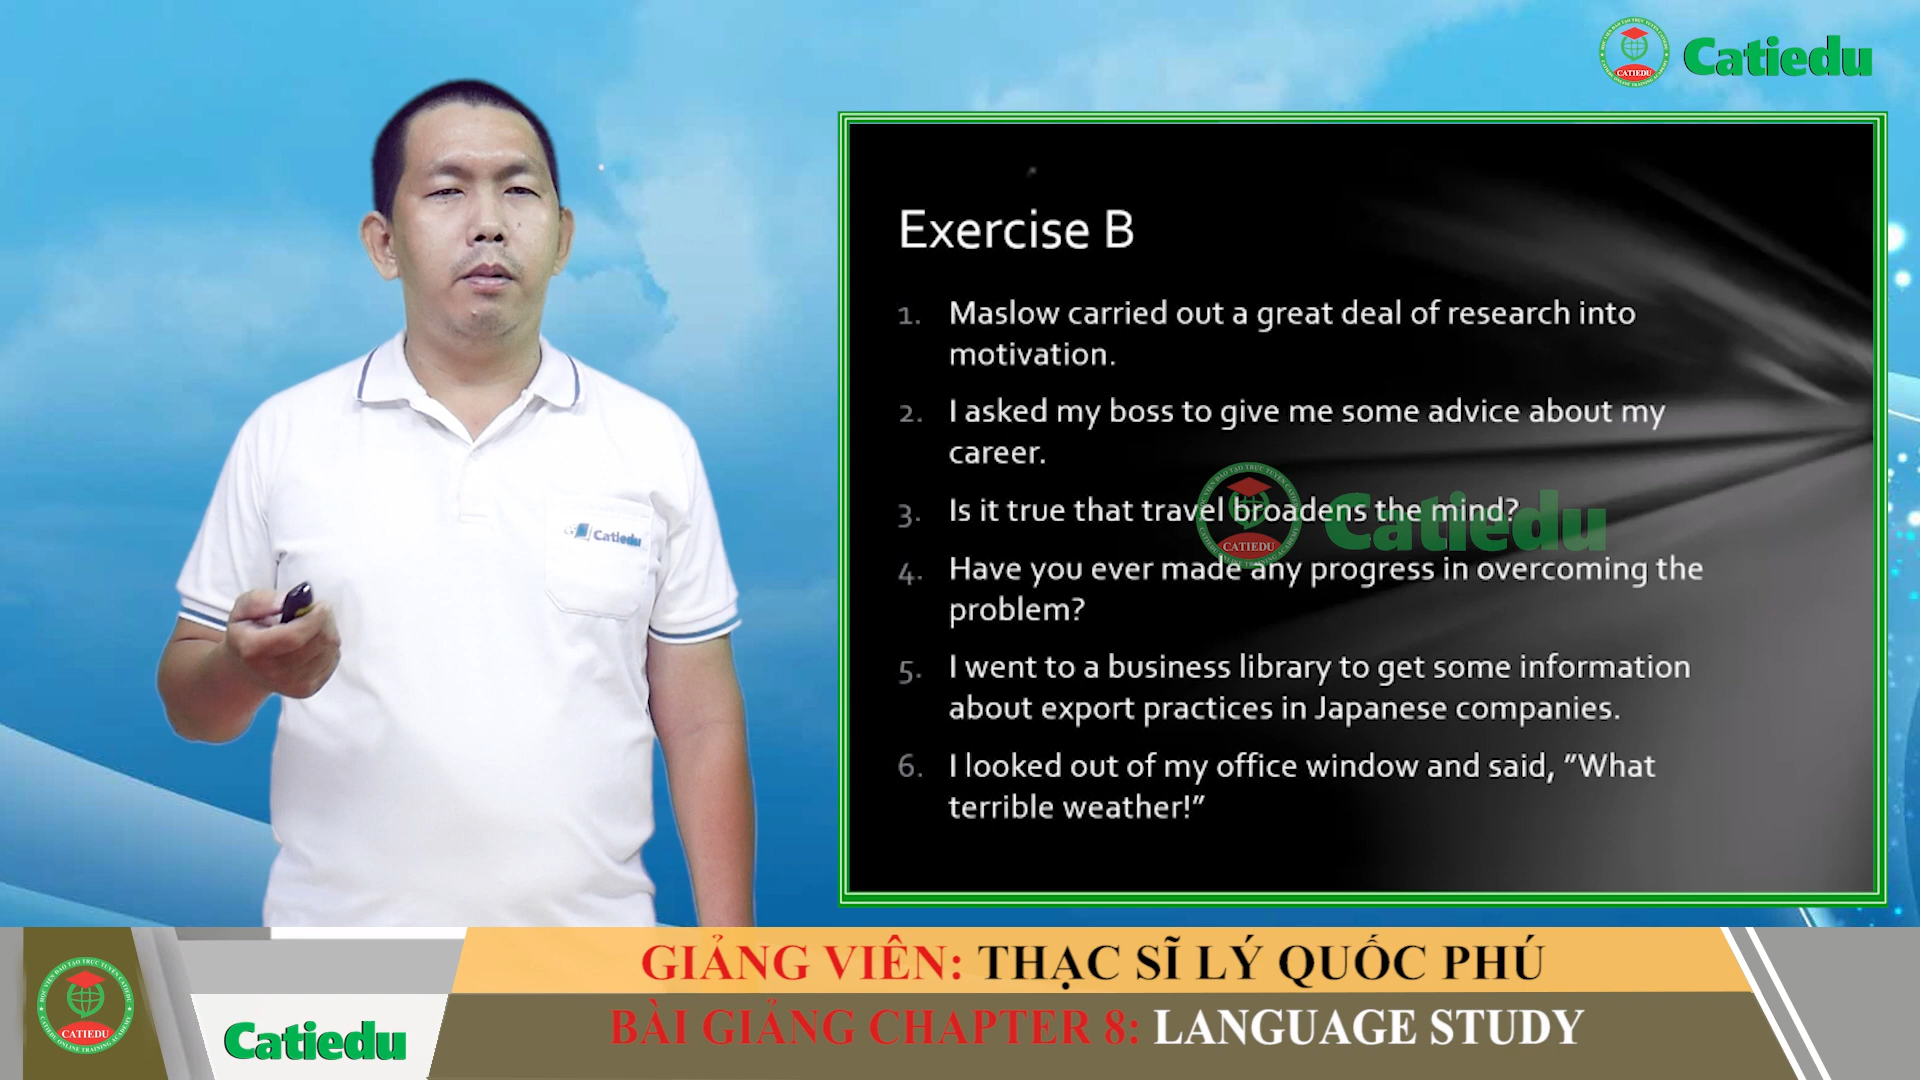 Catiedu
CATIEDU
Exercise B
1. Maslow carried out a great deal of research into
motivation.
2. I asked my boss to give me some advice about my
career.
3. Is it true that travel broadens the mind?
4. Have you ever made any progress in overcoming the
problem?
5. I went to a business library to get some information
about export practices in Japanese companies.
6. I looked out of my office window and said, ”What
terrible weather!”
CATIEDU
Catiedu
Catiedu
GIẢNG VIÊN: THẠC SĨ LÝ QUỐC PHÚ
BÀI GIẢNG CHAPTER 8: LANGUAGE STUDY
CATIEDU
Catiedu